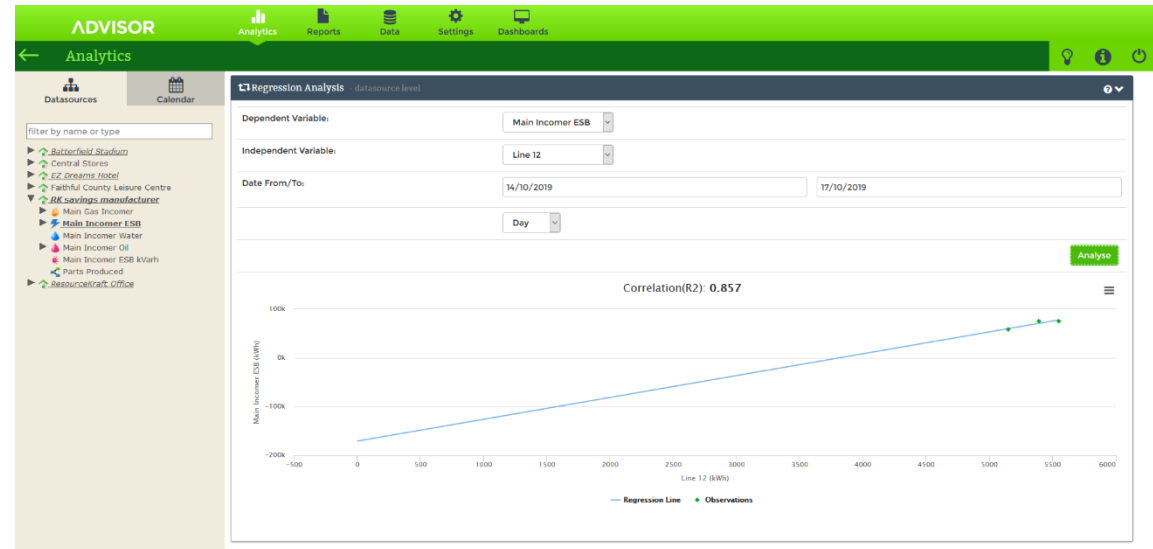 ADVISOR
Analytics Reports Data Settings Dashboards
Analytics
Datasources Calendar
filter by name or type
Batterfield Stadium
Central Stores
EZ Dreams Hotel
Faithful County Leisure Centre
RK savings manufacturer
Main Gas Incomer
Main Incomer ESB
Main Incomer Water
Main Incomer Oil
Main Incomer ESB kVarh
Parts Produced
ResourceKraft Office
Regression Analysis - datasource level
Dependent Variable: Main Incomer ESB
Independent Variable: Line 12
Date From/To: 14/10/2019 17/10/2019
Day
Analyse
Correlation(R2): 0.857
100k
0k
-100k
-200k
Main Incomer ESB (kWh)
-500 0 500 1000 1500 2000 2500 3000 3500 4000 4500 5000 5500 6000
Line 12 (kWh)
Regression Line Observations